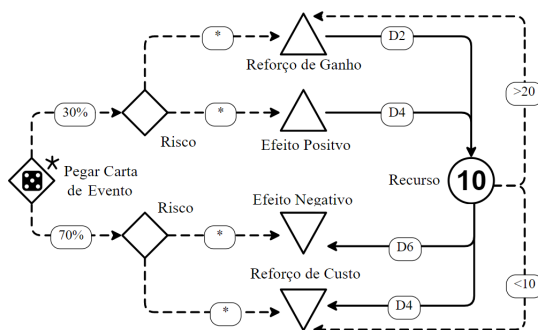 *
D2
Reforço de Ganho
>20
30%
*
D4
Risco
Efeito Positvo
*
Pegar Carta
de Evento
Recurso
10
Risco
Efeito Negativo
70%
*
D6
Reforço de Custo
<10
*
D4